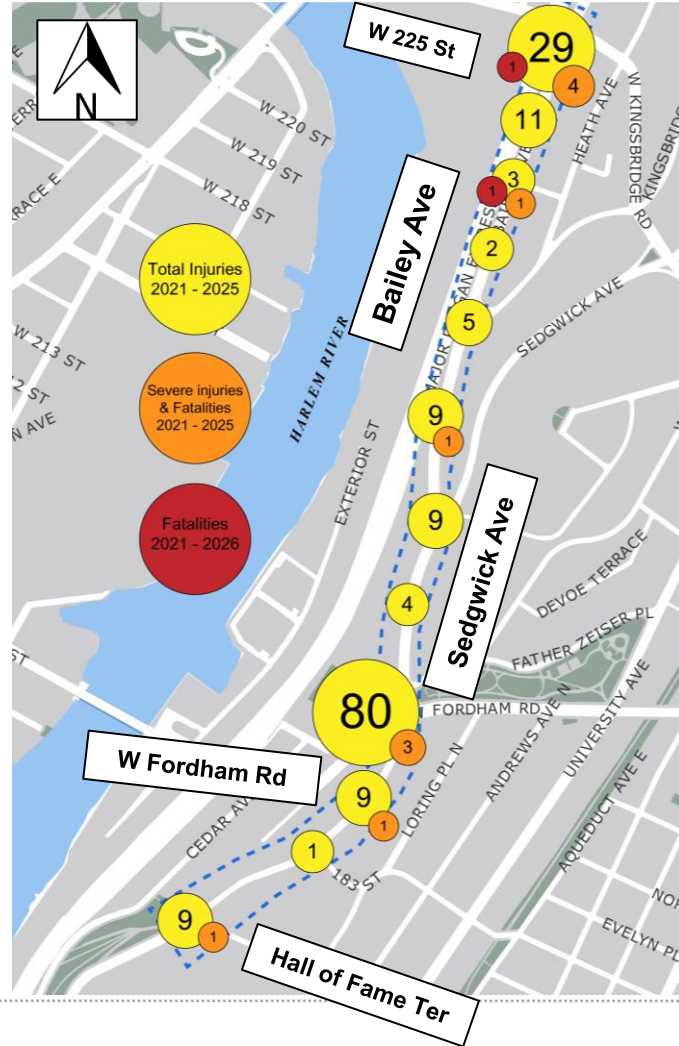 W 225 St
29
1
4
N
W 220 ST
W 219 ST
W 218 ST
W KINGSBRIDGE RD
HEATH AVE
11
3
1
1
2
Bailey Ave
Total Injuries
2021 - 2025
5
SEDGWICK AVE
W 213 ST
HARLEM RIVER
Severe injuries
& Fatalities
2021 - 2025
N AVE
9
1
EXTERIOR ST
9
Sedgwick Ave
Fatalities
2021 - 2026
4
DEVOE TERRACE
FATHER ZEISER PL
80
3
FORDHAM RD
ANDREWS AVE N
UNIVERSITY AVE
W Fordham Rd
9
1
LORING PL N
AQUEDUCT AVE E
CEDAR AV
1
183 ST
9
1
EVELYN PL
Hall of Fame Ter